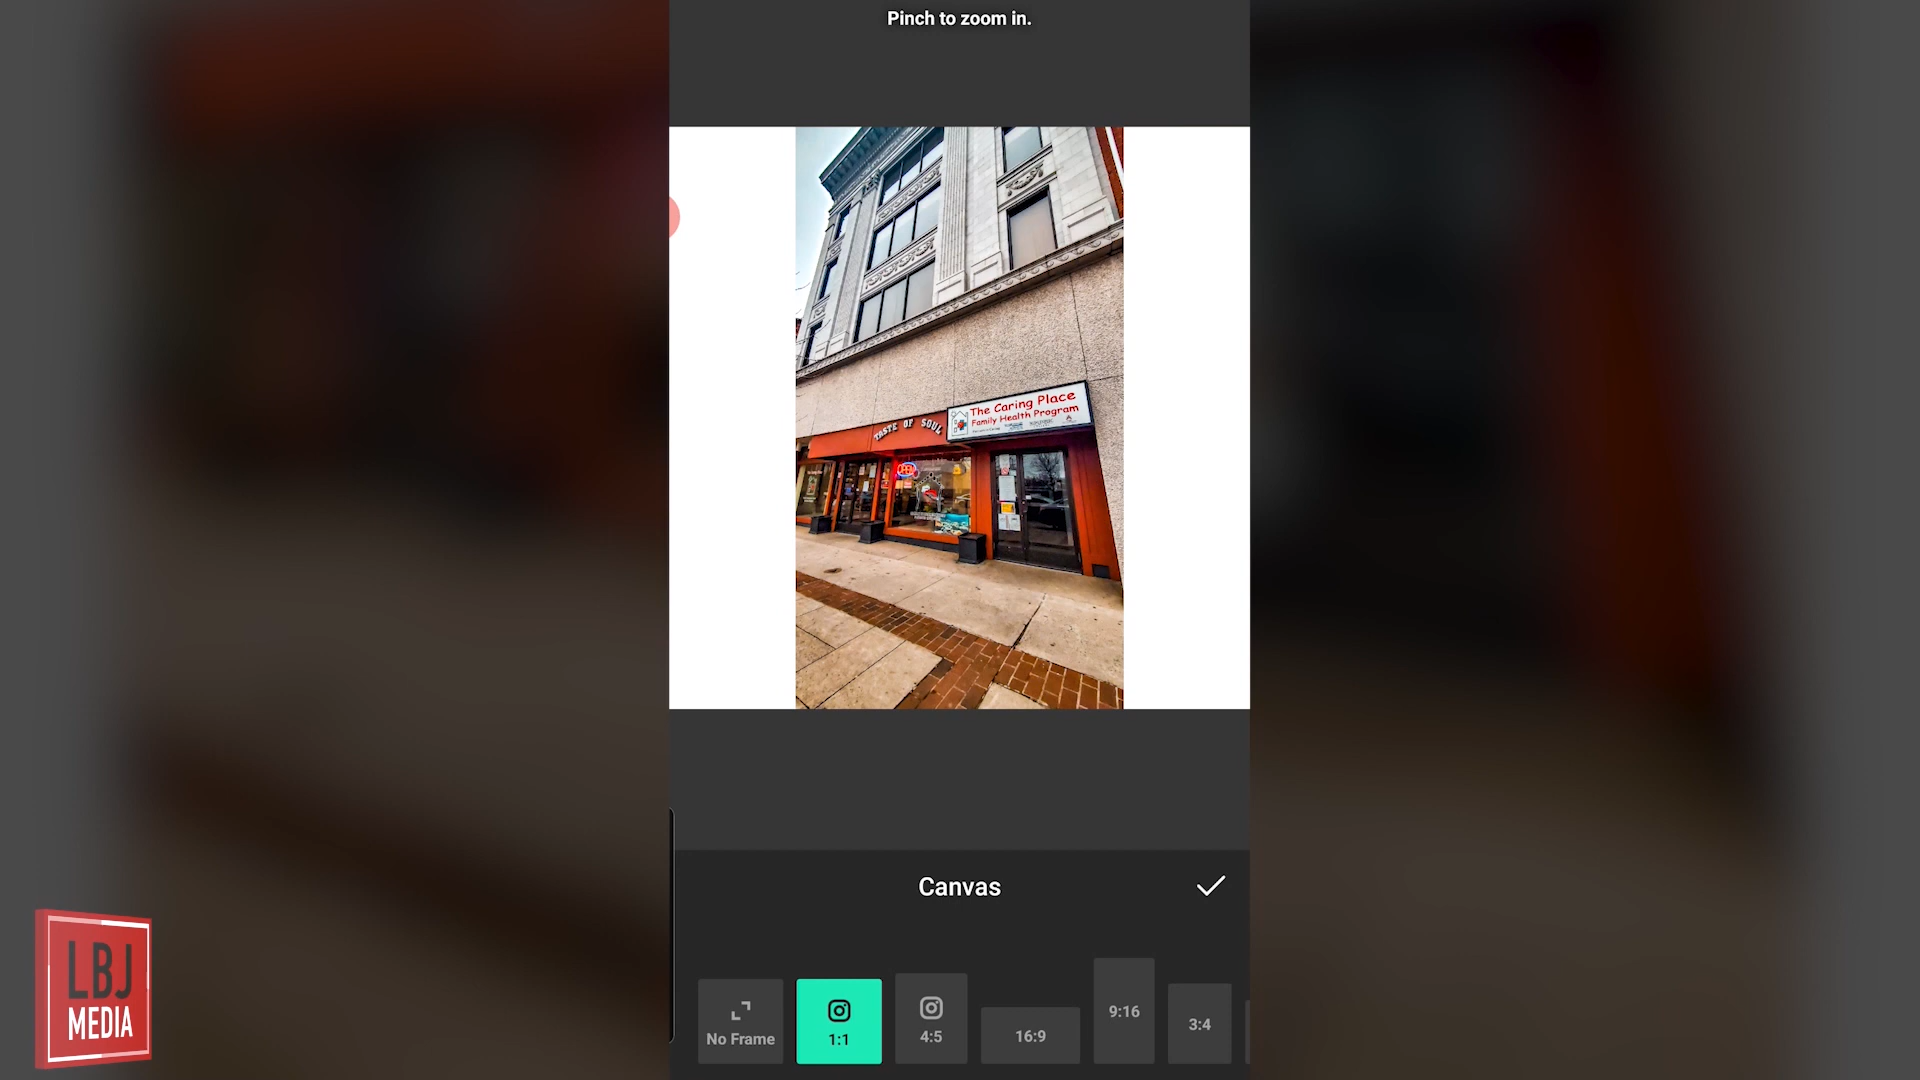 Pinch to zoom in.
The Caring Place
Family Health Program
TASTE OF SOUL
OPEN
Canvas
No Frame
1:1
4:5
16:9
9:16
3:4
LBJ
MEDIA